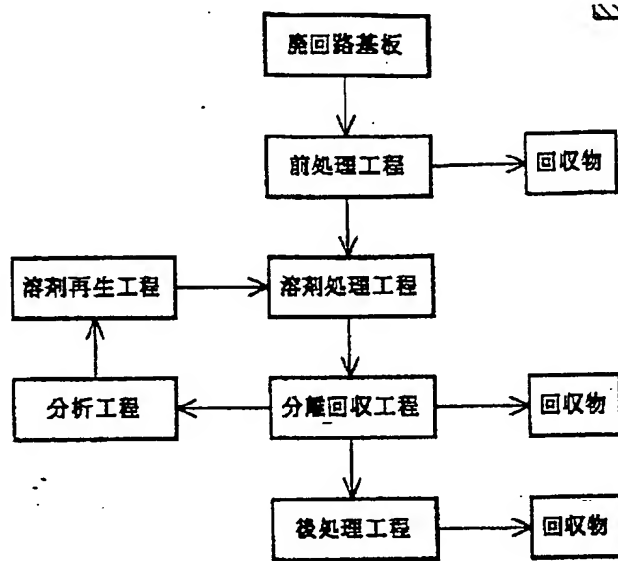 廃回路基板
前処理工程
回収物
溶剤再生工程
溶剤処理工程
分析工程
分離回収工程
回収物
後処理工程
回収物